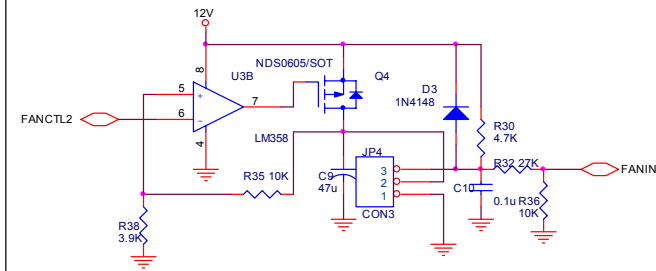 12V
NDS0605/SOT
8
U3B
Q4
D3
1N4148
5
+
7
FANCTL2
6
-
R30
4.7K
4
LM358
JP4
R35 10K
C9
47u
3
2
1
R32 27K
FANIN
C10
0.1u
R36
10K
R38
3.9K
CON3